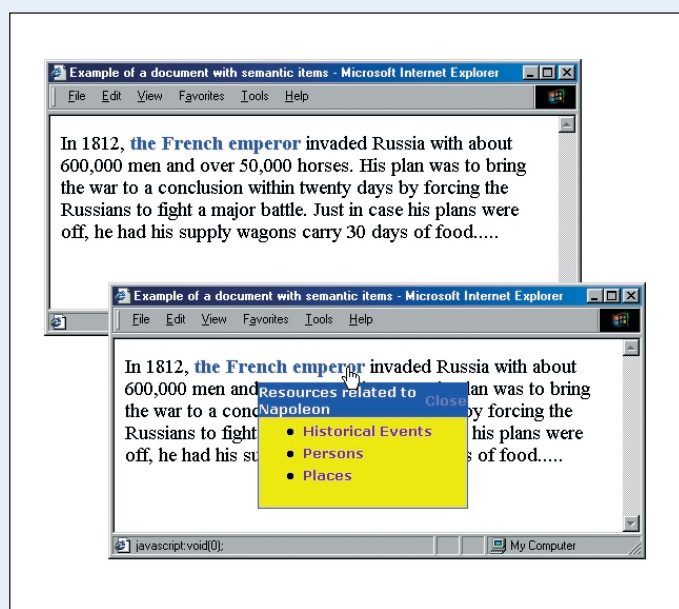 Example of a document with semantic items - Microsoft Internet Explorer
File Edit View Favorites Tools Help
In 1812, the French emperor invaded Russia with about
600,000 men and over 50,000 horses. His plan was to bring
the war to a conclusion within twenty days by forcing the
Russians to fight a major battle. Just in case his plans were
off, he had his supply wagons carry 30 days of food.....
Example of a document with semantic items - Microsoft Internet Explorer
File Edit View Favorites Tools Help
In 1812, the French emperor invaded Russia with about
600,000 men and lan was to bring
the war to a conc by forcing the
Russians to fight his plans were
off, he had his su s of food.....
Resources related to
Napoleon Close
• Historical Events
• Persons
• Places
javascript:void(0); My Computer